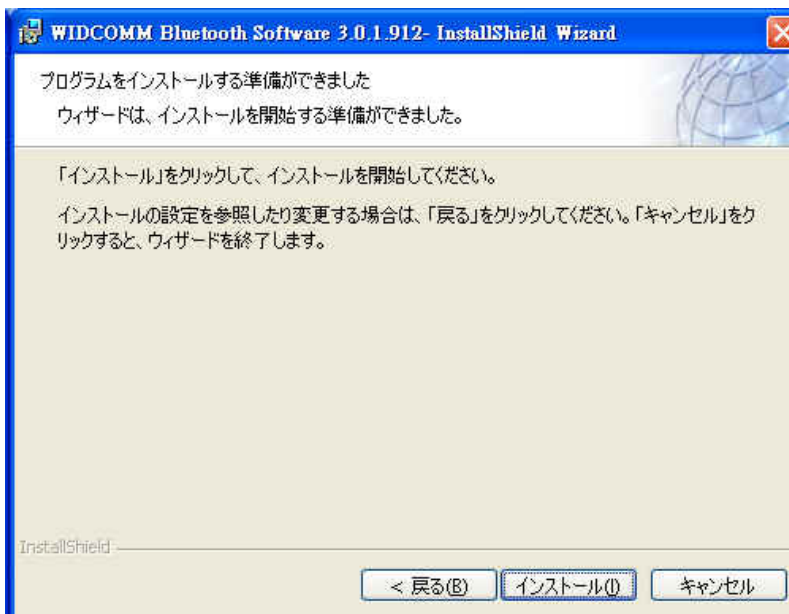 WIDCOMM Bluetooth Software 3.0.1.912- InstallShield Wizard
プログラムをインストールする準備ができました
ウィザードは、インストールを開始する準備ができました。
「インストール」をクリックして、インストールを開始してください。
インストールの設定を参照したり変更する場合は、「戻る」をクリックしてください。「キャンセル」をク
リックすると、ウィザードを終了します。
InstallShield
< 戻る(B) インストール(I) キャンセル